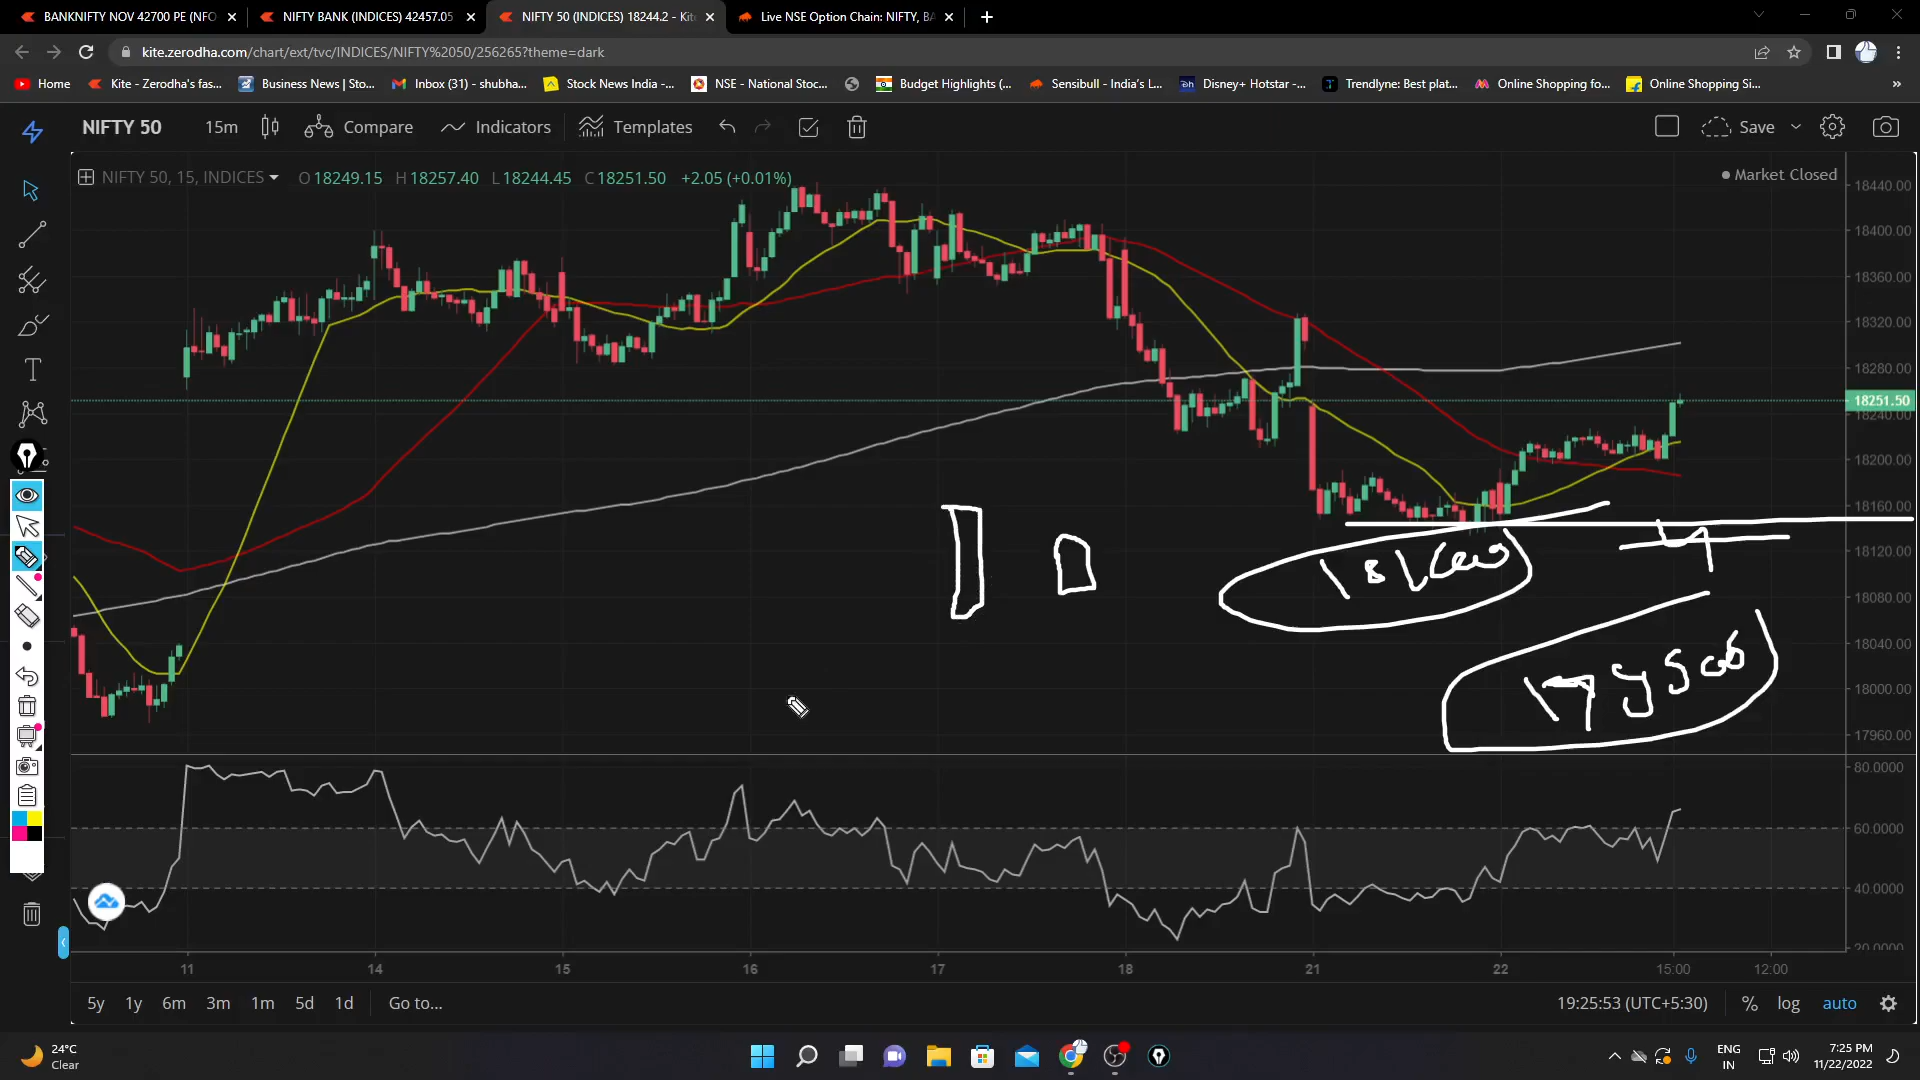 BANKNIFTY NOV 42700 PE (NFO
NIFTY BANK (INDICES) 42457.05
NIFTY 50 (INDICES) 18244.2 - Kit
Live NSE Option Chain: NIFTY, BA
kite.zerodha.com/chart/ext/tvc/INDICES/NIFTY%2050/256265?theme=dark
Home
Kite - Zerodha's fas...
Business News | Sto...
Inbox (31) - shubha...
Stock News India -...
NSE - National Stoc...
Budget Highlights (...
Sensibull - India's L...
Disney+ Hotstar -...
Trendlyne: Best plat...
Online Shopping fo...
Online Shopping Si...
»
NIFTY 50 15m Compare Indicators Templates Save
NIFTY 50, 15, INDICES O18249.15 H18257.40 L18244.45 C18251.50 +2.05 (+0.01%)
Market Closed
18440.00
18400.00
18360.00
18320.00
18280.00
18251.50
18240.00
18200.00
18160.00
18120.00
18080.00
18040.00
18000.00
17960.00
80.0000
60.0000
40.0000
20.0000
11 14 15 16 17 18 21 22 15:00 12:00
5y 1y 6m 3m 1m 5d 1d Go to...
19:25:53 (UTC+5:30) % log auto
24°C
Clear
ENG
IN
7:25 PM
11/22/2022